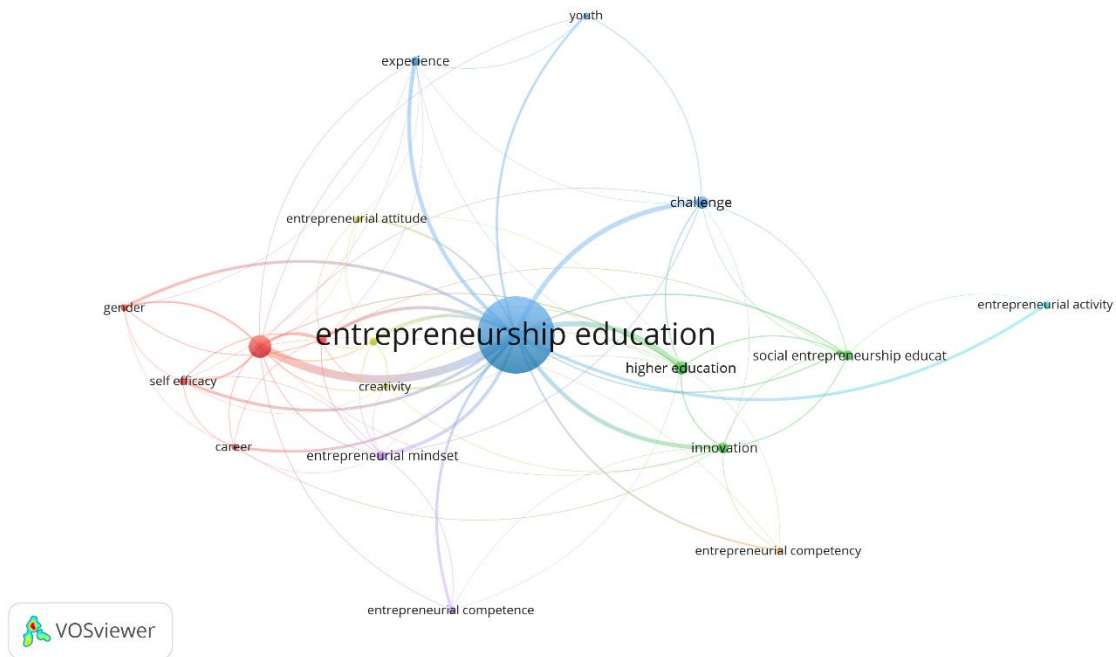 youth
experience
challenge
entrepreneurial attitude
gender
entrepreneurial activity
entrepreneurship education
social entrepreneurship educat
higher education
self efficacy
creativity
career
innovation
entrepreneurial mindset
entrepreneurial competency
entrepreneurial competence
VOSviewer